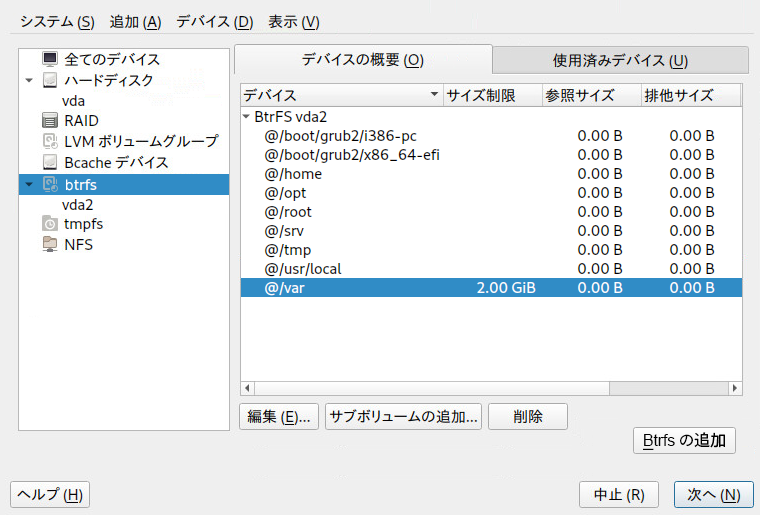 システム (S) 追加 (A) デバイス (D) 表示 (V)
全てのデバイス
ハードディスク
vda
RAID
LVM ボリュームグループ
Bcache デバイス
btrfs
vda2
tmpfs
NFS
デバイスの概要 (O) 使用済みデバイス (U)
デバイス サイズ制限 参照サイズ 排他サイズ
BtrFS vda2
@/boot/grub2/i386-pc 0.00 B 0.00 B
@/boot/grub2/x86_64-efi 0.00 B 0.00 B
@/home 0.00 B 0.00 B
@/opt 0.00 B 0.00 B
@/root 0.00 B 0.00 B
@/srv 0.00 B 0.00 B
@/tmp 0.00 B 0.00 B
@/usr/local 0.00 B 0.00 B
@/var 2.00 GiB 0.00 B 0.00 B
編集 (E)... サブボリュームの追加... 削除
Btrfs の追加
ヘルプ (H) 中止 (R) 次へ (N)